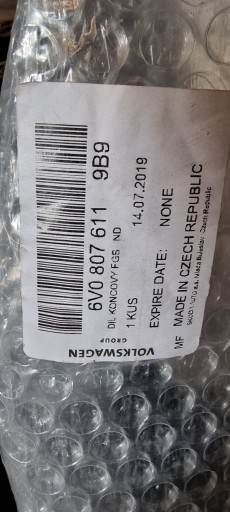 6V0 807 611 9B9
DIL KONCOVY FGS ND
1 KUS 14.07.2019
EXPIRE DATE: NONE
MF MADE IN CZECH REPUBLIC
VOLKSWAGEN
GROUP